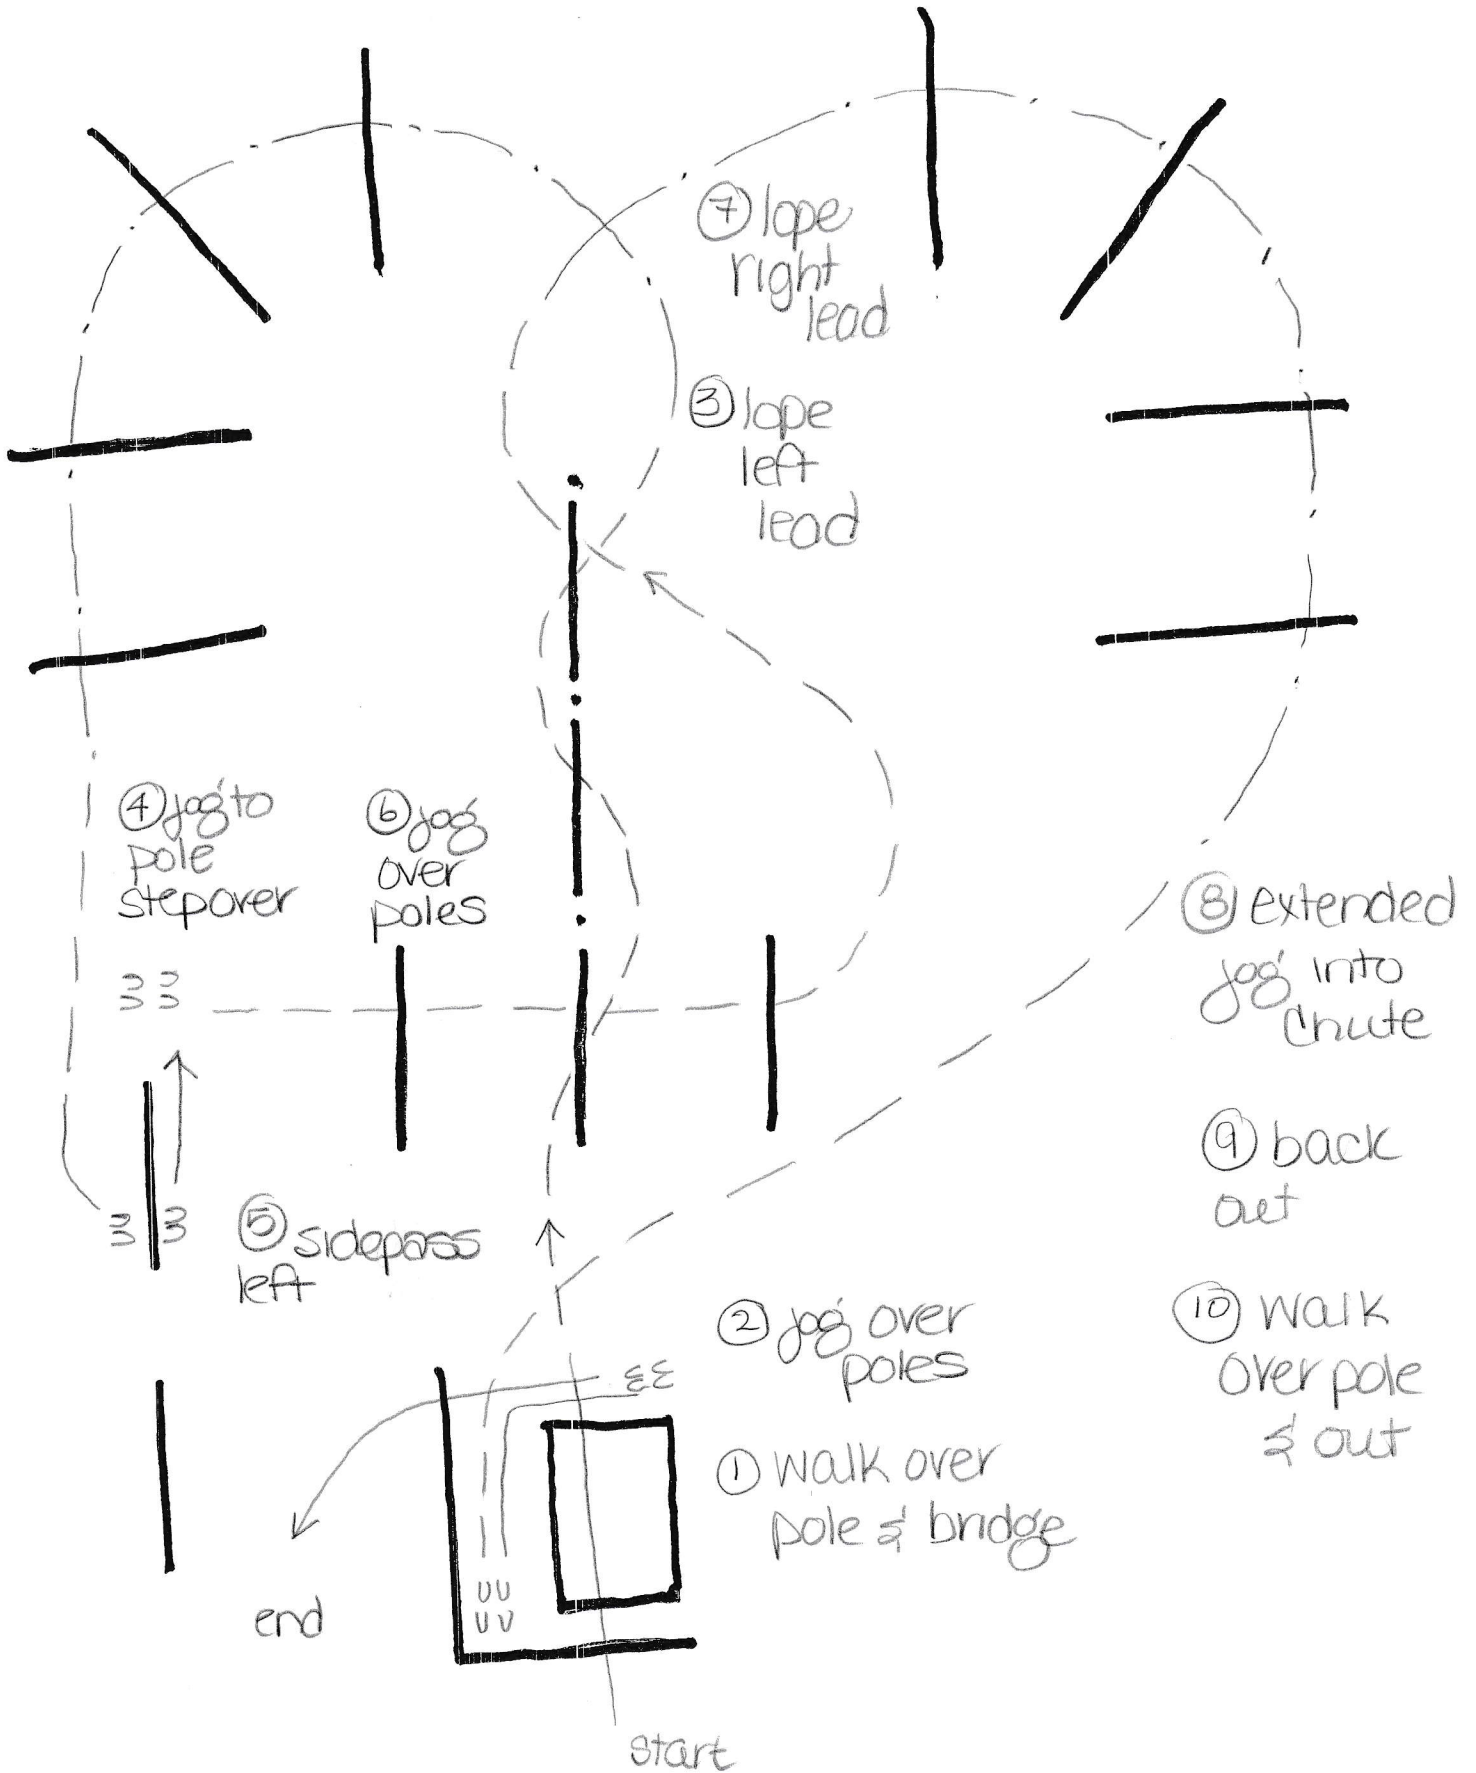 ⑦ lope
right
lead
③ lope
left
lead
④ jog to
pole
stepover
⑥ jog
over
poles
⑧ extended
jog into
chute
⑨ back
out
⑤ sidepass
left
② jog over
poles
⑩ walk
over pole
& out
① walk over
pole & bridge
end
start